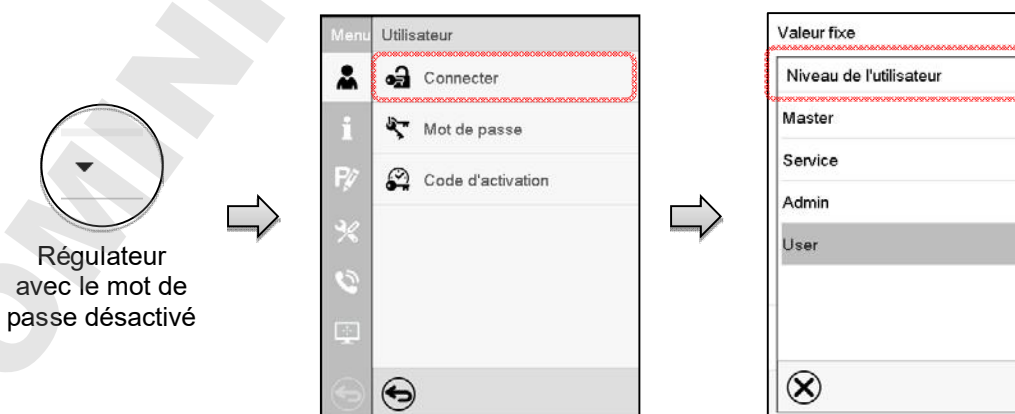 Régulateur
avec le mot de
passe désactivé
Menu
Utilisateur
Connecter
Mot de passe
Code d'activation
Valeur fixe
Niveau de l'utilisateur
Master
Service
Admin
User